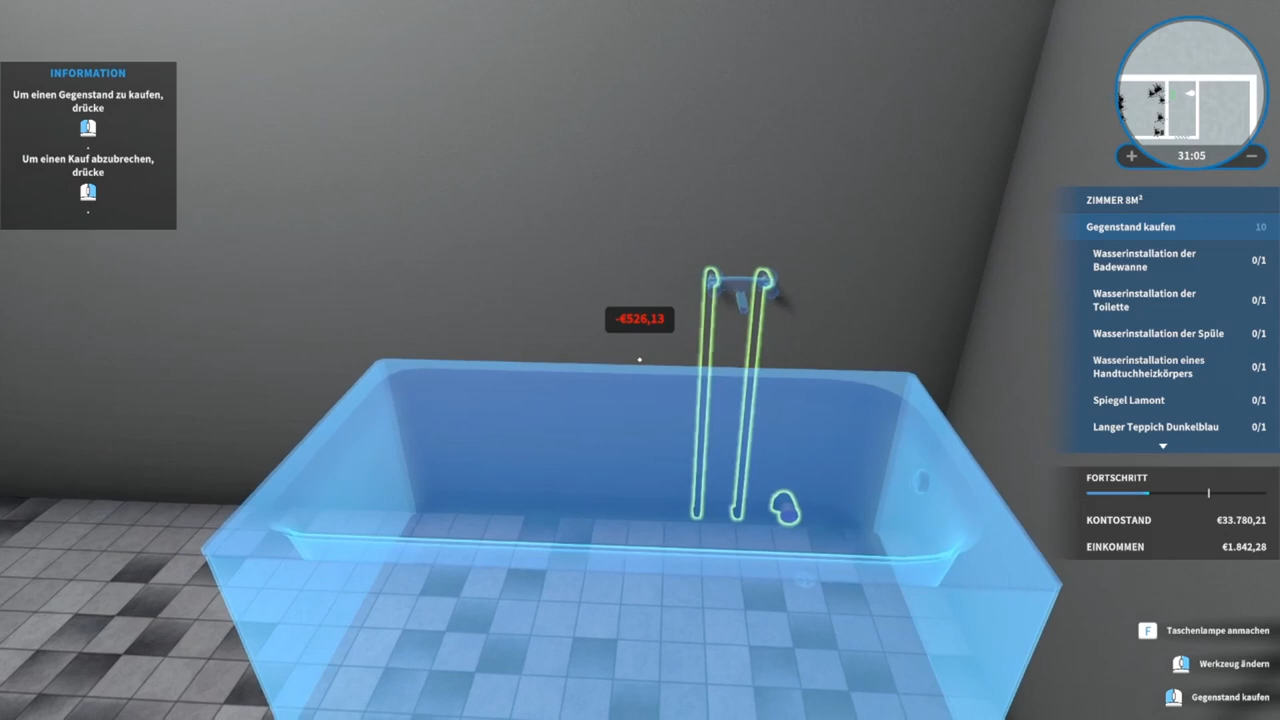 INFORMATION
Um einen Gegenstand zu kaufen,
drücke
.
Um einen Kauf abzubrechen,
drücke
.
-€526,13
+ 31:05 −
ZIMMER 8M²
Gegenstand kaufen 10
Wasserinstallation der
Badewanne 0/1
Wasserinstallation der
Toilette 0/1
Wasserinstallation der Spüle 0/1
Wasserinstallation eines
Handtuchheizkörpers 0/1
Spiegel Lamont 0/1
Langer Teppich Dunkelblau 0/1
FORTSCHRITT
KONTOSTAND €33.780,21
EINKOMMEN €1.842,28
F Taschenlampe anmachen
Werkzeug ändern
Gegenstand kaufen